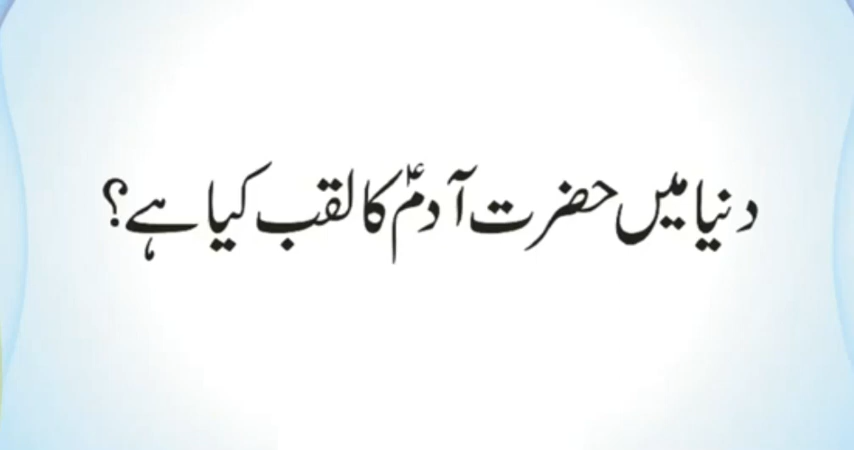 دنیا میں حضرت آدمؑ کا لقب کیا ہے؟